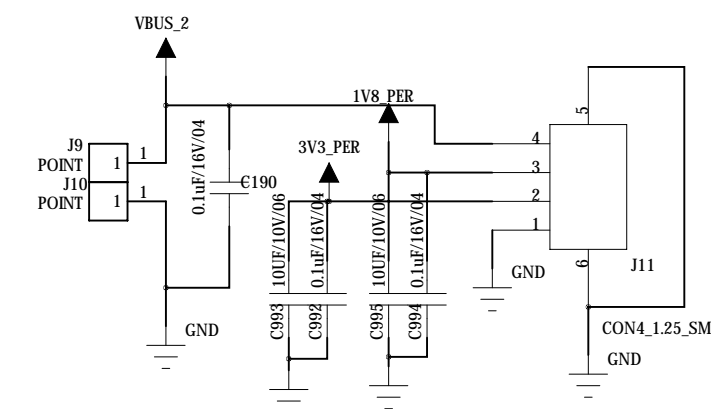 VBUS_2
1V8_PER
3V3_PER
J9
POINT
1
1
J10
POINT
1
1
0.1uF/16V/04
C190
10UF/10V/06
0.1uF/16V/04
10UF/10V/06
0.1uF/16V/04
C993
C992
C995
C994
5
4
3
2
1
6
J11
GND
GND
CON4_1.25_SM
GND